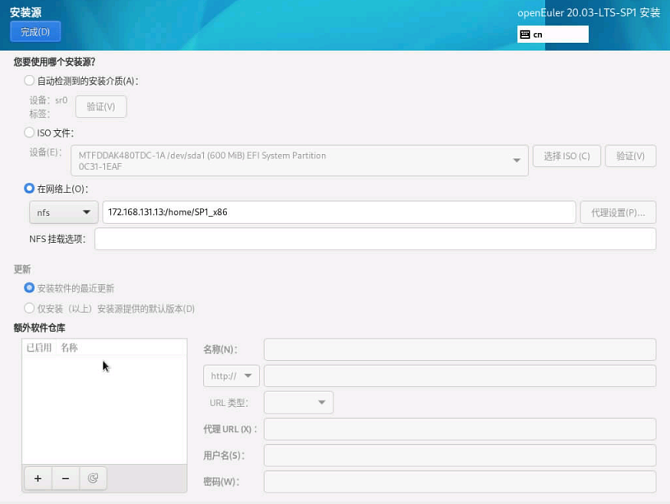 安装源
openEuler 20.03-LTS-SP1 安装
完成(D)
cn
您要使用哪个安装源?
自动检测到的安装介质(A):
设备: sr0
标签:
验证(V)
ISO 文件:
设备(E):
MTFDDAK480TDC-1A /dev/sda1 (600 MiB) EFI System Partition
0C31-1EAF
选择 ISO (C)
验证(V)
在网络上(O):
nfs
172.168.131.13:/home/SP1_x86
代理设置(P)...
NFS 挂载选项:
更新
安装软件的最近更新
仅安装（以上）安装源提供的默认版本(D)
额外软件仓库
已启用 名称
名称(N):
http://
URL 类型:
代理 URL (X) :
用户名(S):
密码(W):